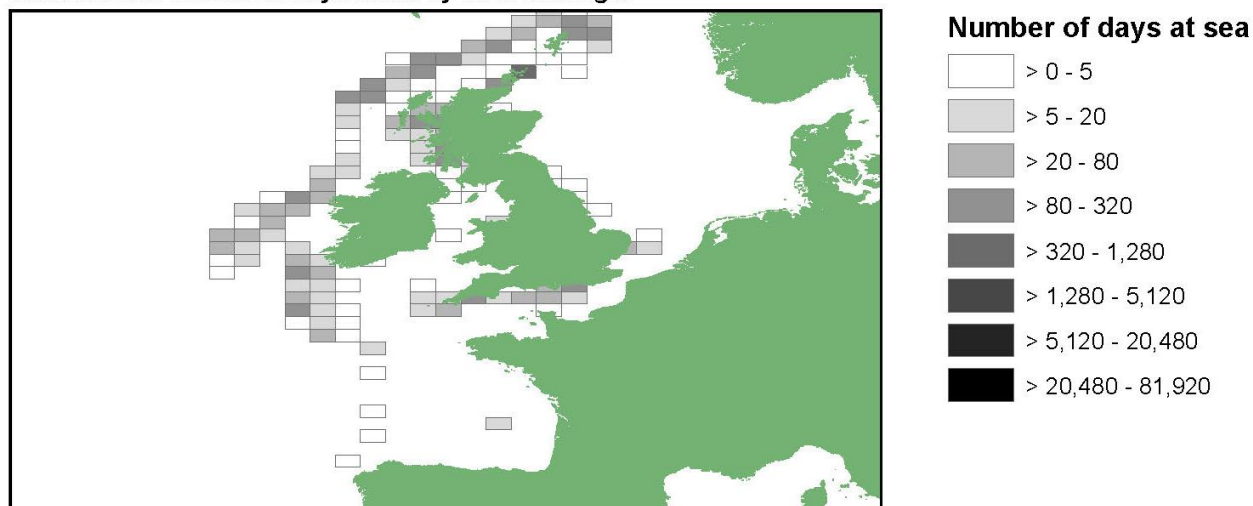 Number of days at sea
> 0 - 5
> 5 - 20
> 20 - 80
> 80 - 320
> 320 - 1,280
> 1,280 - 5,120
> 5,120 - 20,480
> 20,480 - 81,920